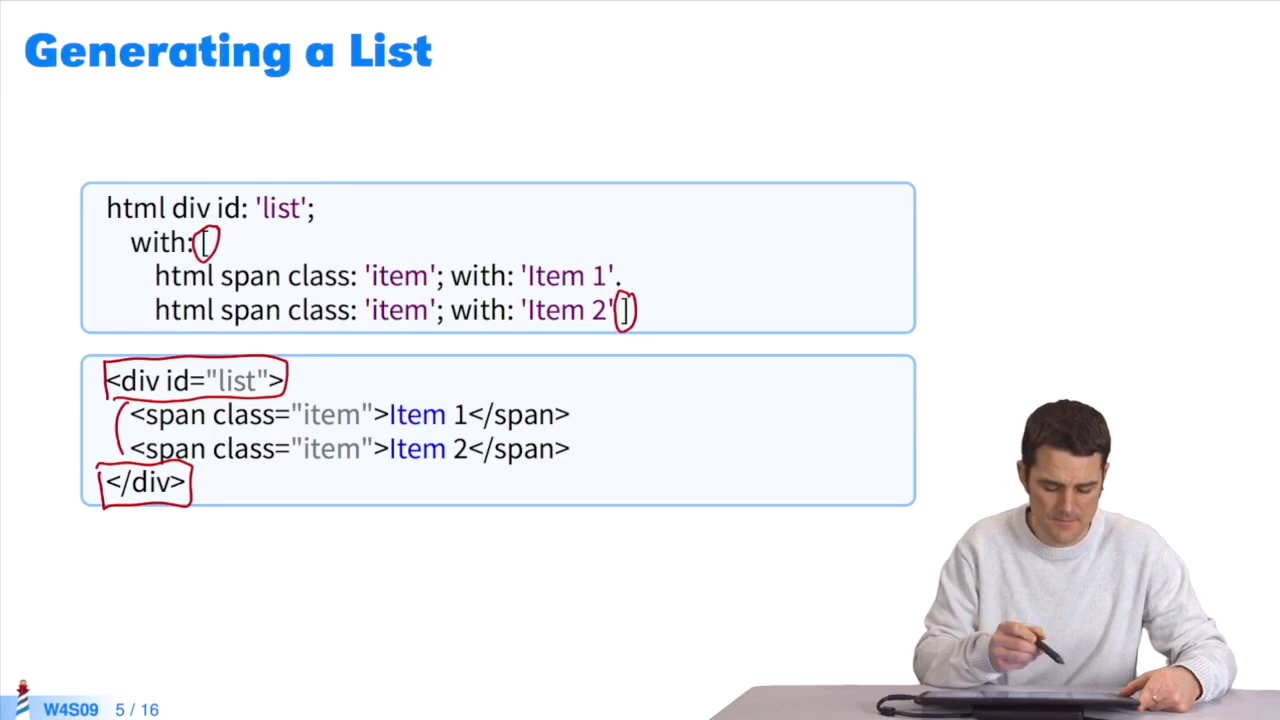 Generating a List
html div id: 'list';
with:[
html span class: 'item'; with: 'Item 1'.
html span class: 'item'; with: 'Item 2' ]
<div id="list">
<span class="item">Item 1</span>
<span class="item">Item 2</span>
</div>
W4S09 5 / 16